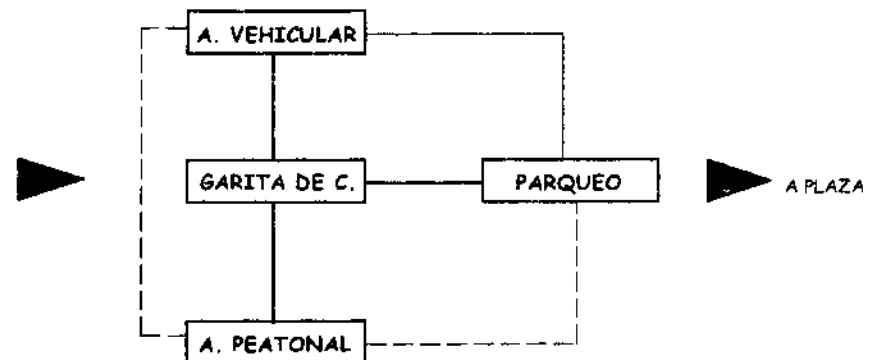 A. VEHICULAR
GARITA DE C.
PARQUEO
A PLAZA
A. PEATONAL